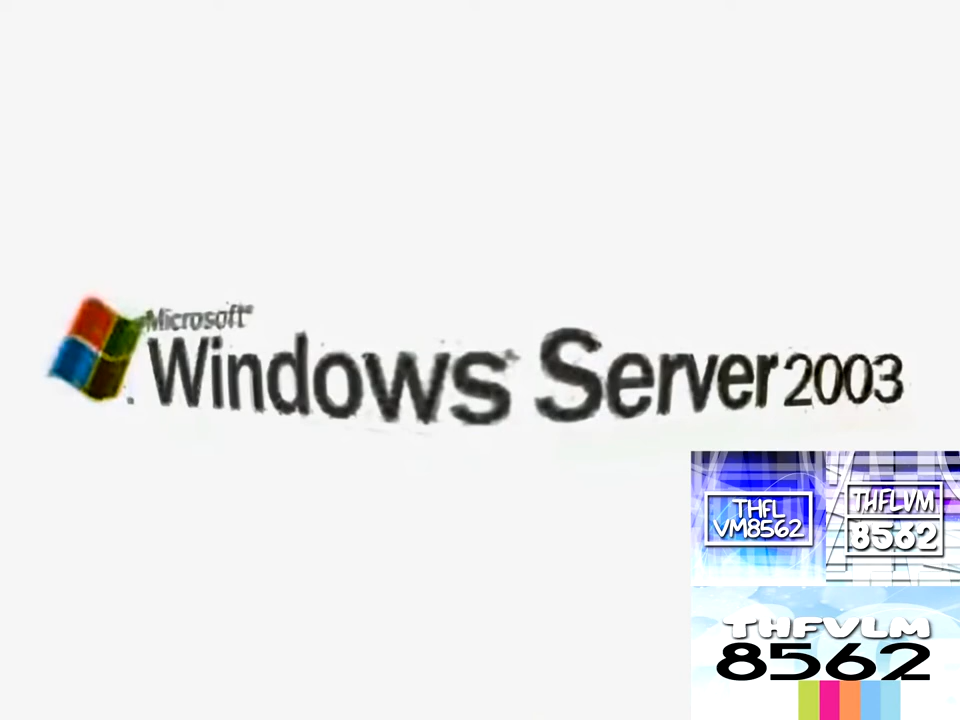 Microsoft®
Windows Server 2003
THFL
VM8562
THFLVM
8562
THFVLM
8562